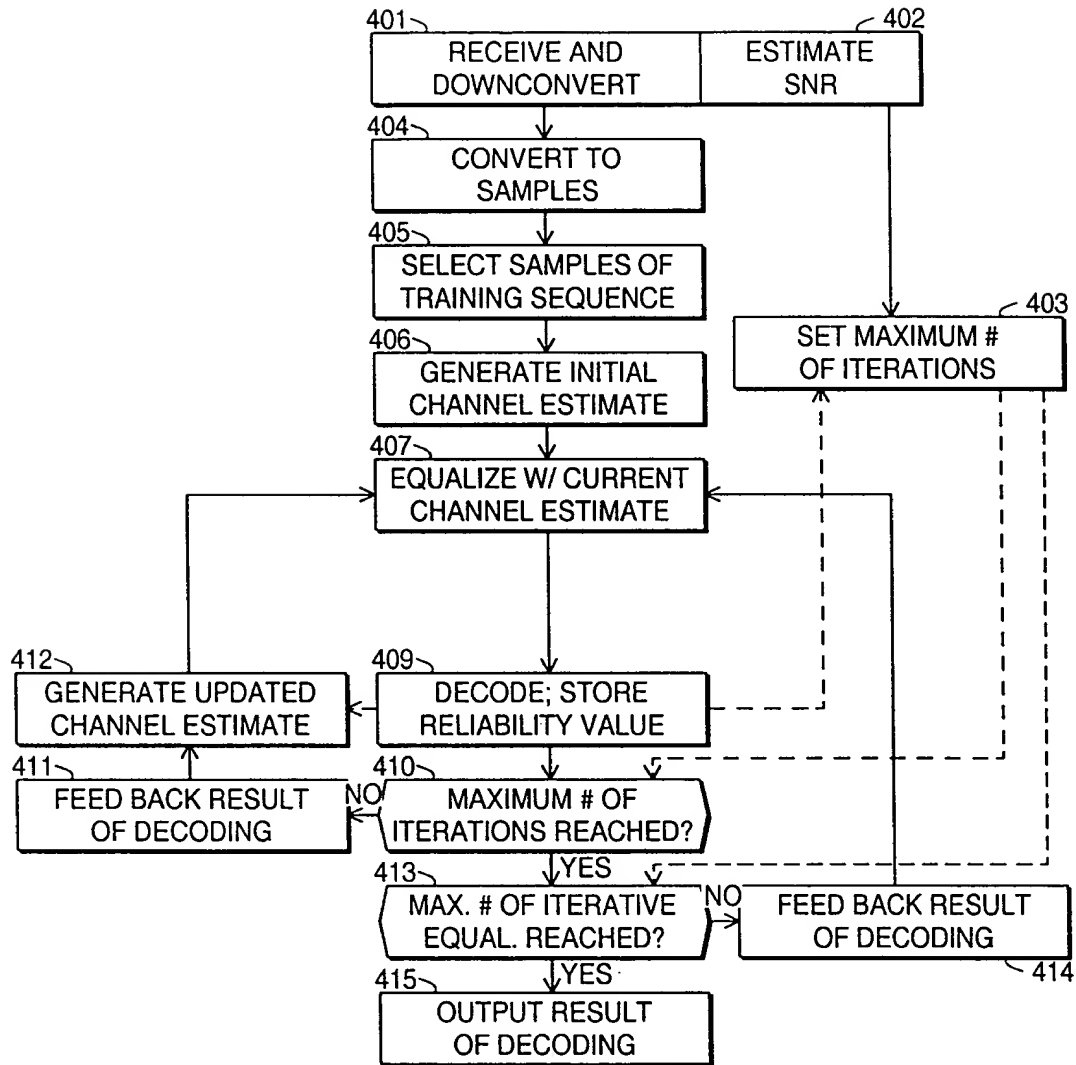 401
402
RECEIVE AND
DOWNCONVERT
ESTIMATE
SNR
404
CONVERT TO
SAMPLES
405
SELECT SAMPLES OF
TRAINING SEQUENCE
403
SET MAXIMUM #
OF ITERATIONS
406
GENERATE INITIAL
CHANNEL ESTIMATE
407
EQUALIZE W/ CURRENT
CHANNEL ESTIMATE
412
GENERATE UPDATED
CHANNEL ESTIMATE
409
DECODE; STORE
RELIABILITY VALUE
411
FEED BACK RESULT
OF DECODING
NO
410
MAXIMUM # OF
ITERATIONS REACHED?
YES
413
MAX. # OF ITERATIVE
EQUAL. REACHED?
NO
FEED BACK RESULT
OF DECODING
414
YES
415
OUTPUT RESULT
OF DECODING